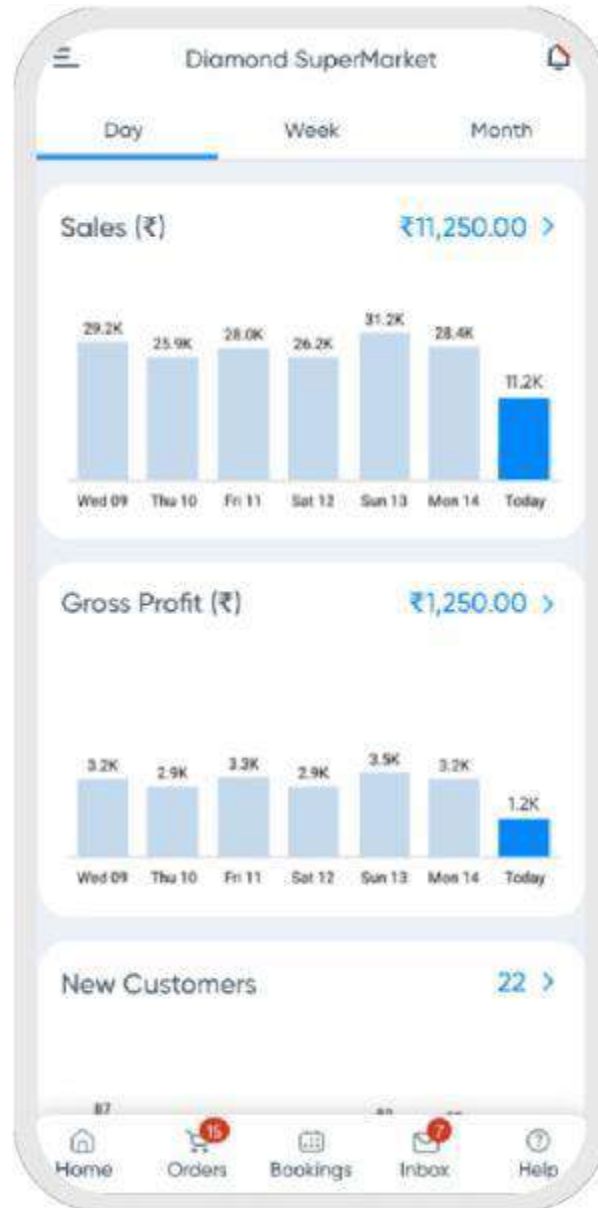 Diamond SuperMarket
Day Week Month
Sales (₹) ₹11,250.00 >
29.2K 25.9K 28.0K 26.2K 31.2K 28.4K 11.2K
Wed 09 Thu 10 Fri 11 Sat 12 Sun 13 Mon 14 Today
Gross Profit (₹) ₹1,250.00 >
3.2K 2.9K 3.3K 2.9K 3.5K 3.2K 1.2K
Wed 09 Thu 10 Fri 11 Sat 12 Sun 13 Mon 14 Today
New Customers 22 >
87
15 7
Home Orders Bookings Inbox Help